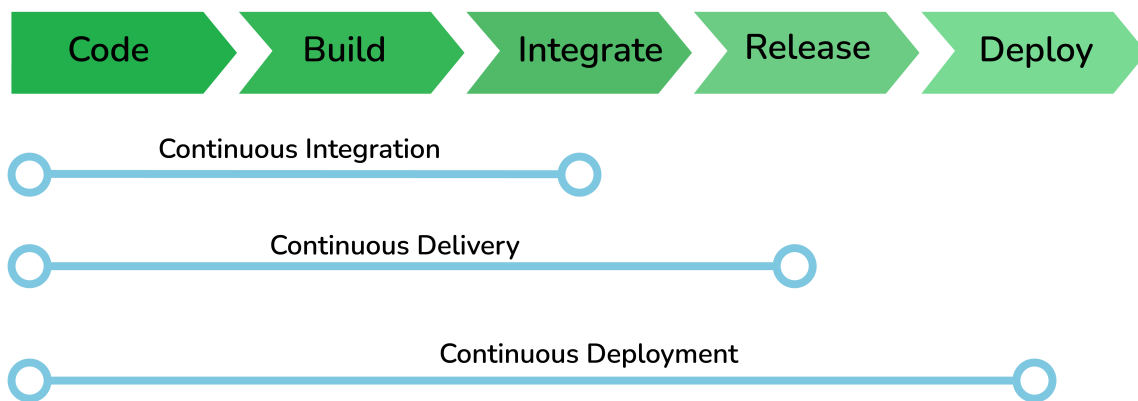 Code
Build
Integrate
Release
Deploy
Continuous Integration
Continuous Delivery
Continuous Deployment